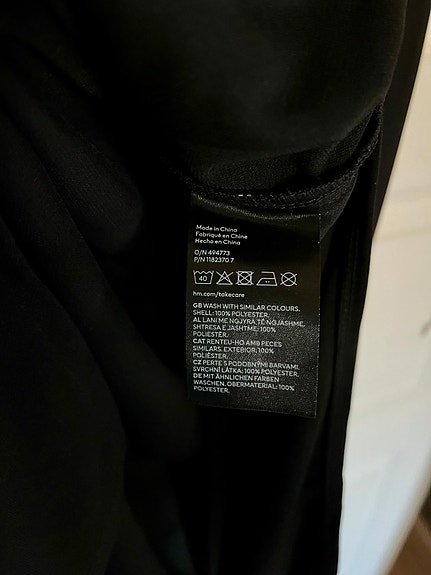 Made in China
Fabriqué en Chine
Hecho en China
O/N 494773
P/N 1182370 7
40
hm.com/takecare
GB WASH WITH SIMILAR COLOURS.
SHELL: 100% POLYESTER.
AL LANI ME NGJYRA TË NGJASHME.
SHTRESA E JASHTME: 100%
POLIESTËR.
CAT RENTEU-HO AMB PECES
SIMILARS. EXTERIOR: 100%
POLIÈSTER.
CZ PERTE S PODOBNÝMI BARVAMI.
SVRCHNÍ LÁTKA: 100% POLYESTER.
DE MIT ÄHNLICHEN FARBEN
WASCHEN. OBERMATERIAL: 100%
POLYESTER.